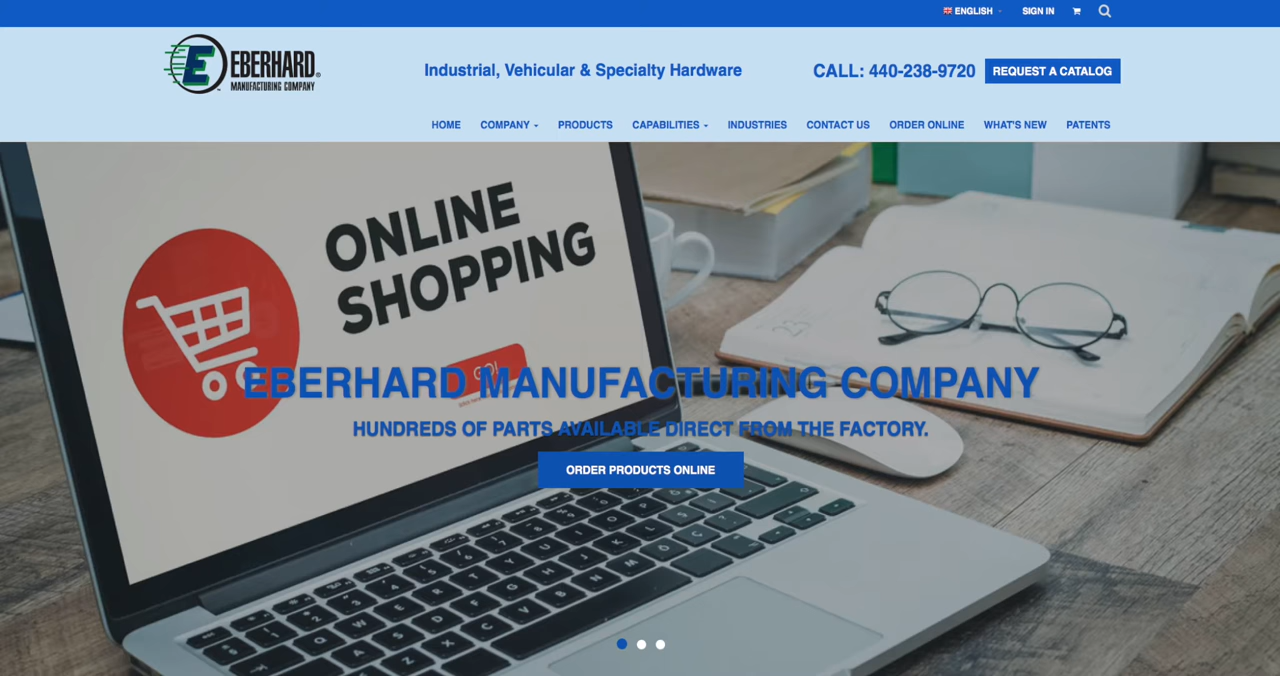 ENGLISH
SIGN IN
EBERHARD®
MANUFACTURING COMPANY
Industrial, Vehicular & Specialty Hardware
CALL: 440-238-9720
REQUEST A CATALOG
HOME COMPANY PRODUCTS CAPABILITIES INDUSTRIES CONTACT US ORDER ONLINE WHAT'S NEW PATENTS
ONLINE
SHOPPING
GO!
EBERHARD MANUFACTURING COMPANY
HUNDREDS OF PARTS AVAILABLE DIRECT FROM THE FACTORY.
ORDER PRODUCTS ONLINE